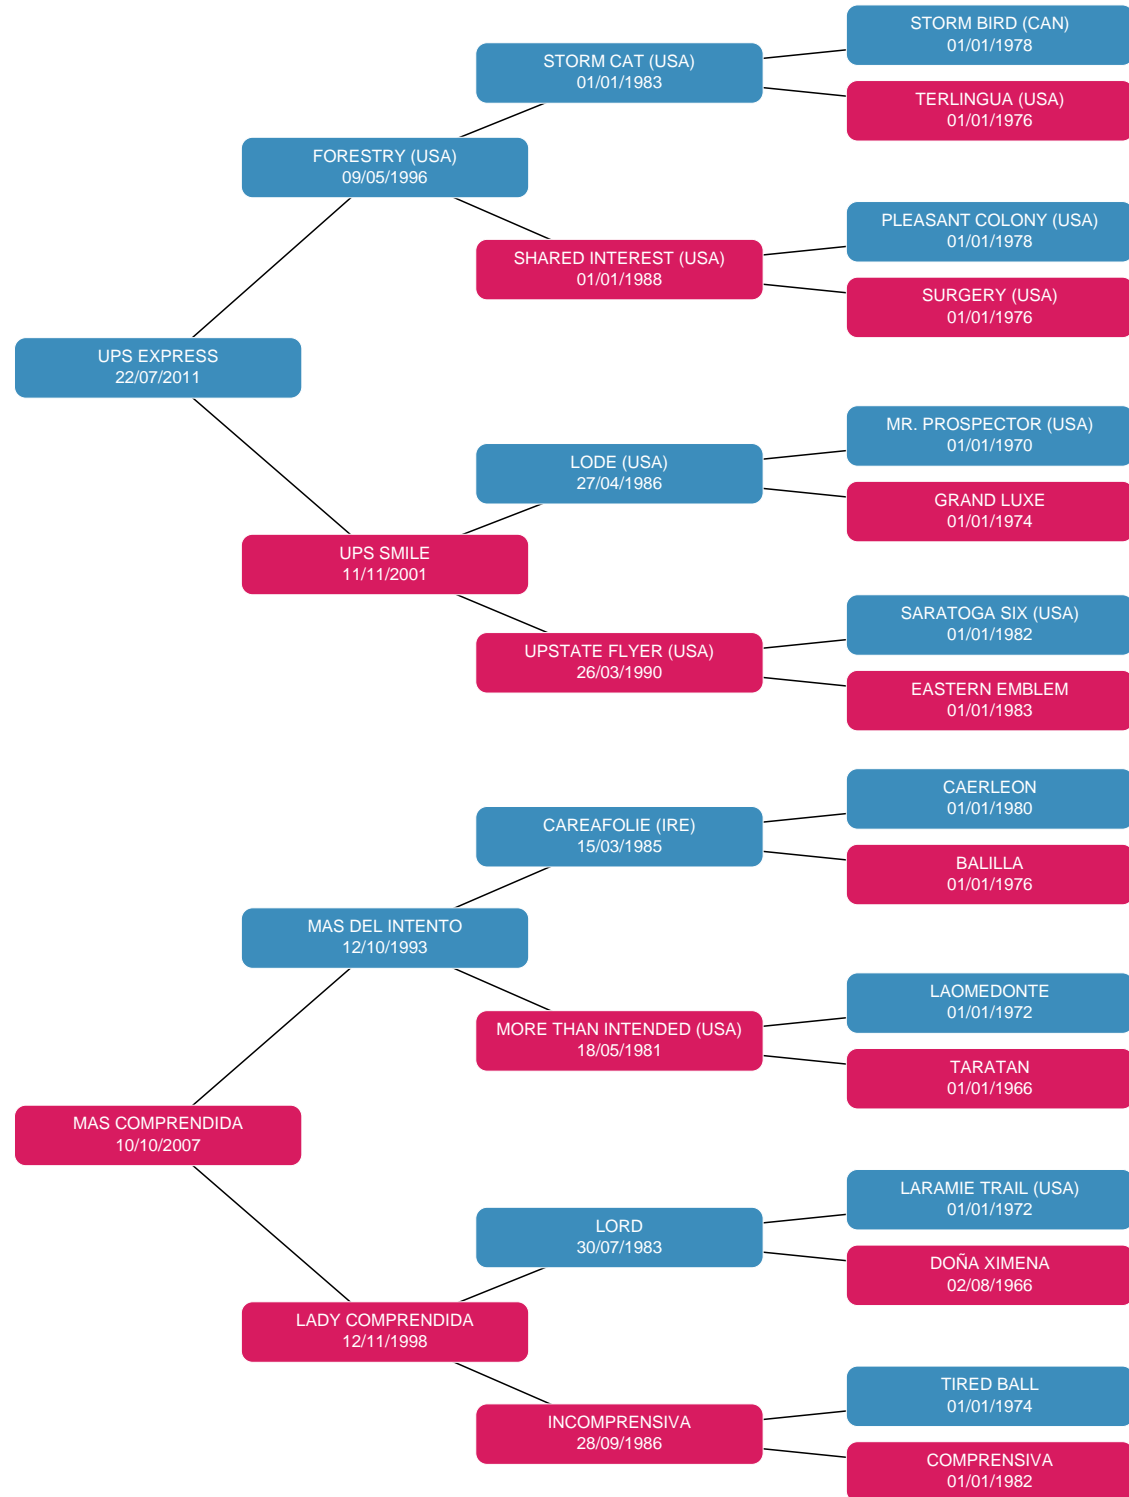 STORM BIRD (CAN)
01/01/1978
STORM CAT (USA)
01/01/1983
TERLINGUA (USA)
01/01/1976
FORESTRY (USA)
09/05/1996
PLEASANT COLONY (USA)
01/01/1978
SHARED INTEREST (USA)
01/01/1988
SURGERY (USA)
01/01/1976
UPS EXPRESS
22/07/2011
MR. PROSPECTOR (USA)
01/01/1970
LODE (USA)
27/04/1986
GRAND LUXE
01/01/1974
UPS SMILE
11/11/2001
SARATOGA SIX (USA)
01/01/1982
UPSTATE FLYER (USA)
26/03/1990
EASTERN EMBLEM
01/01/1983
CAERLEON
01/01/1980
CAREAFOLIE (IRE)
15/03/1985
BALILLA
01/01/1976
MAS DEL INTENTO
12/10/1993
LAOMEDONTE
01/01/1972
MORE THAN INTENDED (USA)
18/05/1981
TARATAN
01/01/1966
MAS COMPRENDIDA
10/10/2007
LARAMIE TRAIL (USA)
01/01/1972
LORD
30/07/1983
DOÑA XIMENA
02/08/1966
LADY COMPRENDIDA
12/11/1998
TIRED BALL
01/01/1974
INCOMPRENSIVA
28/09/1986
COMPRENSIVA
01/01/1982